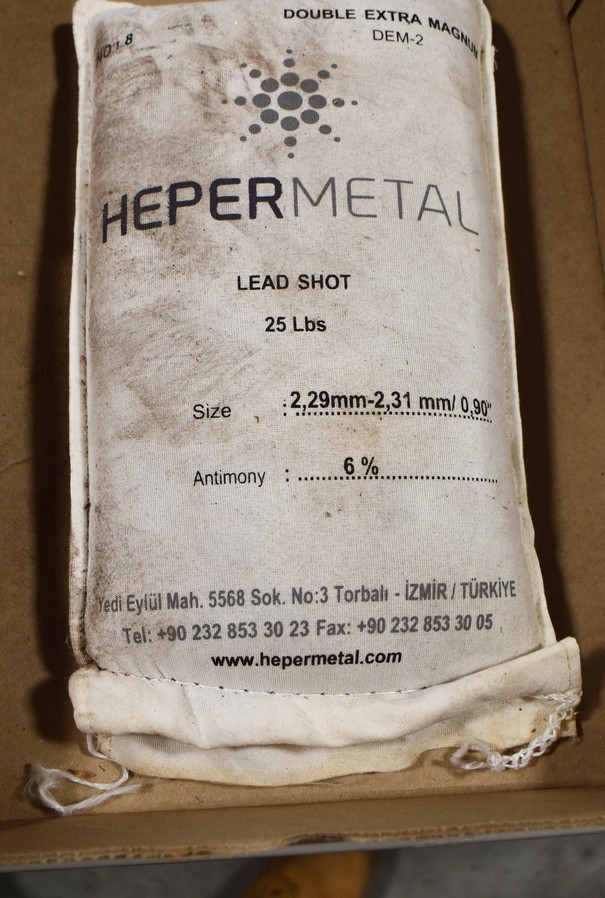 NO: 8
DOUBLE EXTRA MAGNUM
DEM-2
HEPERMETAL
LEAD SHOT
25 Lbs
Size : 2,29mm-2,31 mm/ 0,90"
Antimony : 6 %
Yedi Eylül Mah. 5568 Sok. No:3 Torbalı - İZMİR / TÜRKİYE
Tel: +90 232 853 30 23 Fax: +90 232 853 30 05
www.hepermetal.com